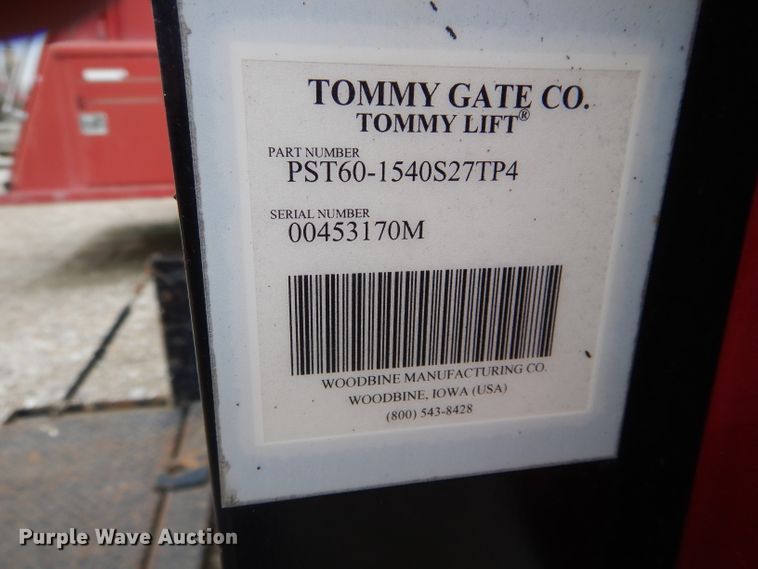 TOMMY GATE CO.
TOMMY LIFT®
PART NUMBER
PST60-1540S27TP4
SERIAL NUMBER
00453170M
WOODBINE MANUFACTURING CO.
WOODBINE, IOWA (USA)
(800) 543-8428
Purple Wave Auction